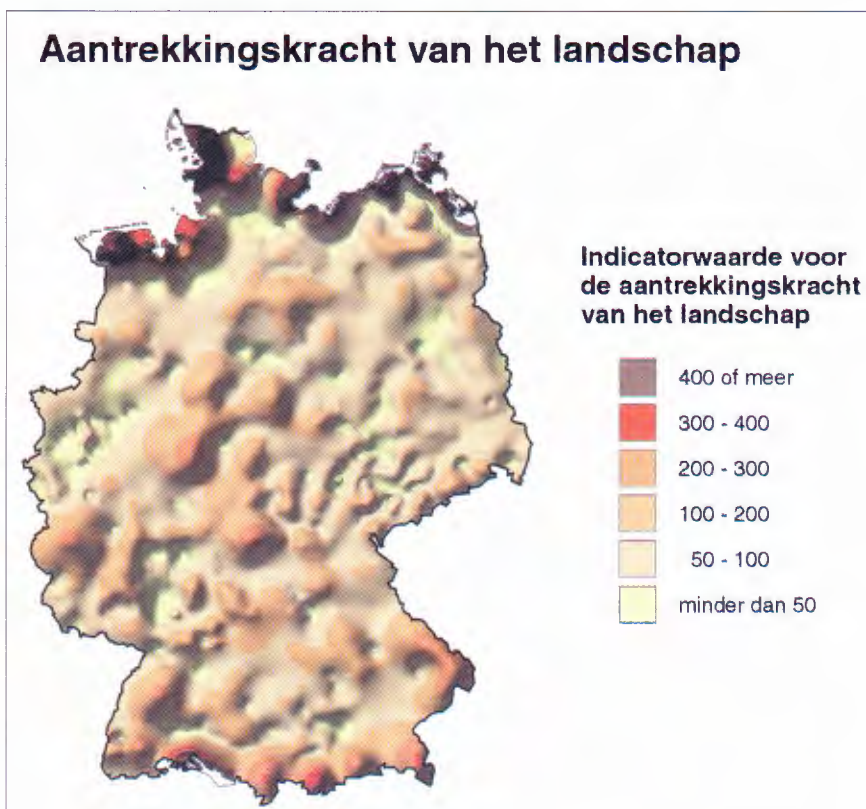 Aantrekkingskracht van het landschap
Indicatorwaarde voor
de aantrekkingskracht
van het landschap
400 of meer
300 - 400
200 - 300
100 - 200
50 - 100
minder dan 50